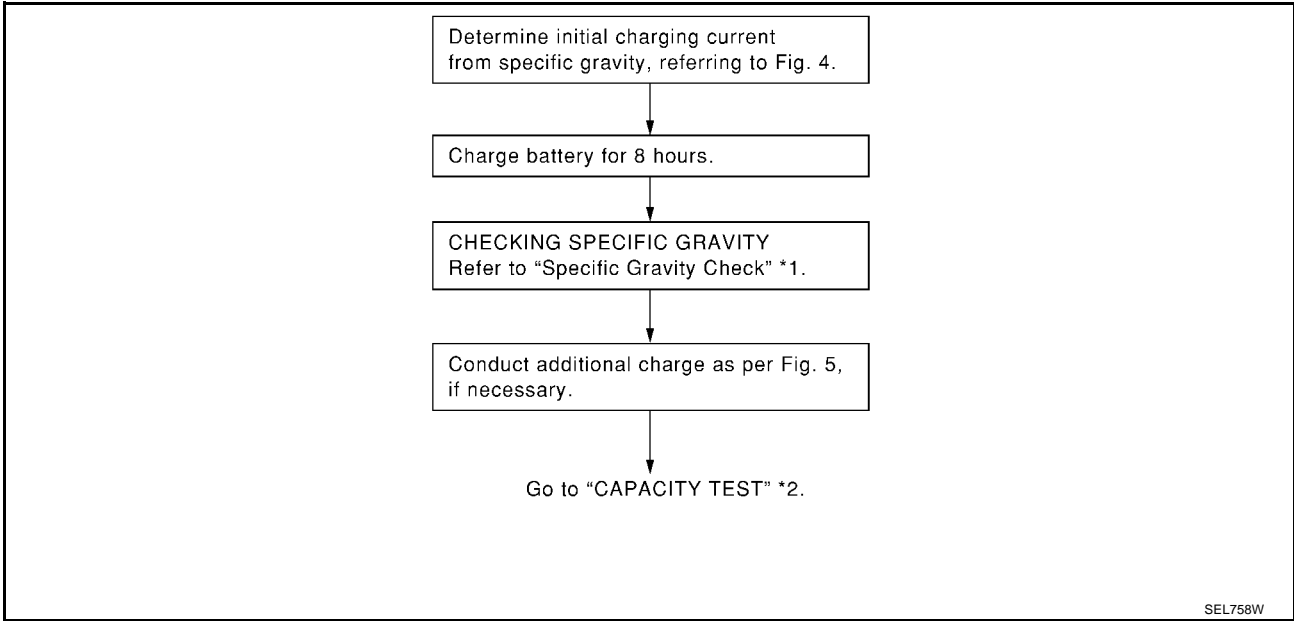 Determine initial charging current
from specific gravity, referring to Fig. 4.
Charge battery for 8 hours.
CHECKING SPECIFIC GRAVITY
Refer to “Specific Gravity Check” *1.
Conduct additional charge as per Fig. 5,
if necessary.
Go to “CAPACITY TEST” *2.
SEL758W